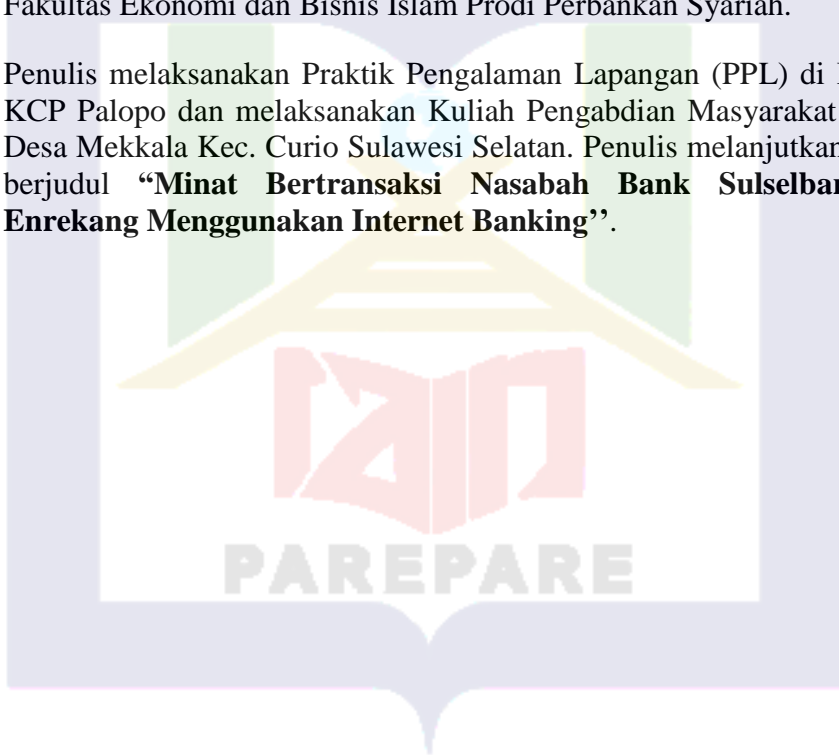 Fakultas Ekonomi dan Bisnis Islam Prodi Perbankan Syariah.
Penulis melaksanakan Praktik Pengalaman Lapangan (PPL) di
KCP Palopo dan melaksanakan Kuliah Pengabdian Masyarakat
Desa Mekkala Kec. Curio Sulawesi Selatan. Penulis melanjutkan
berjudul “Minat Bertransaksi Nasabah Bank Sulselbar
Enrekang Menggunakan Internet Banking’’.
iain
PAREPARE